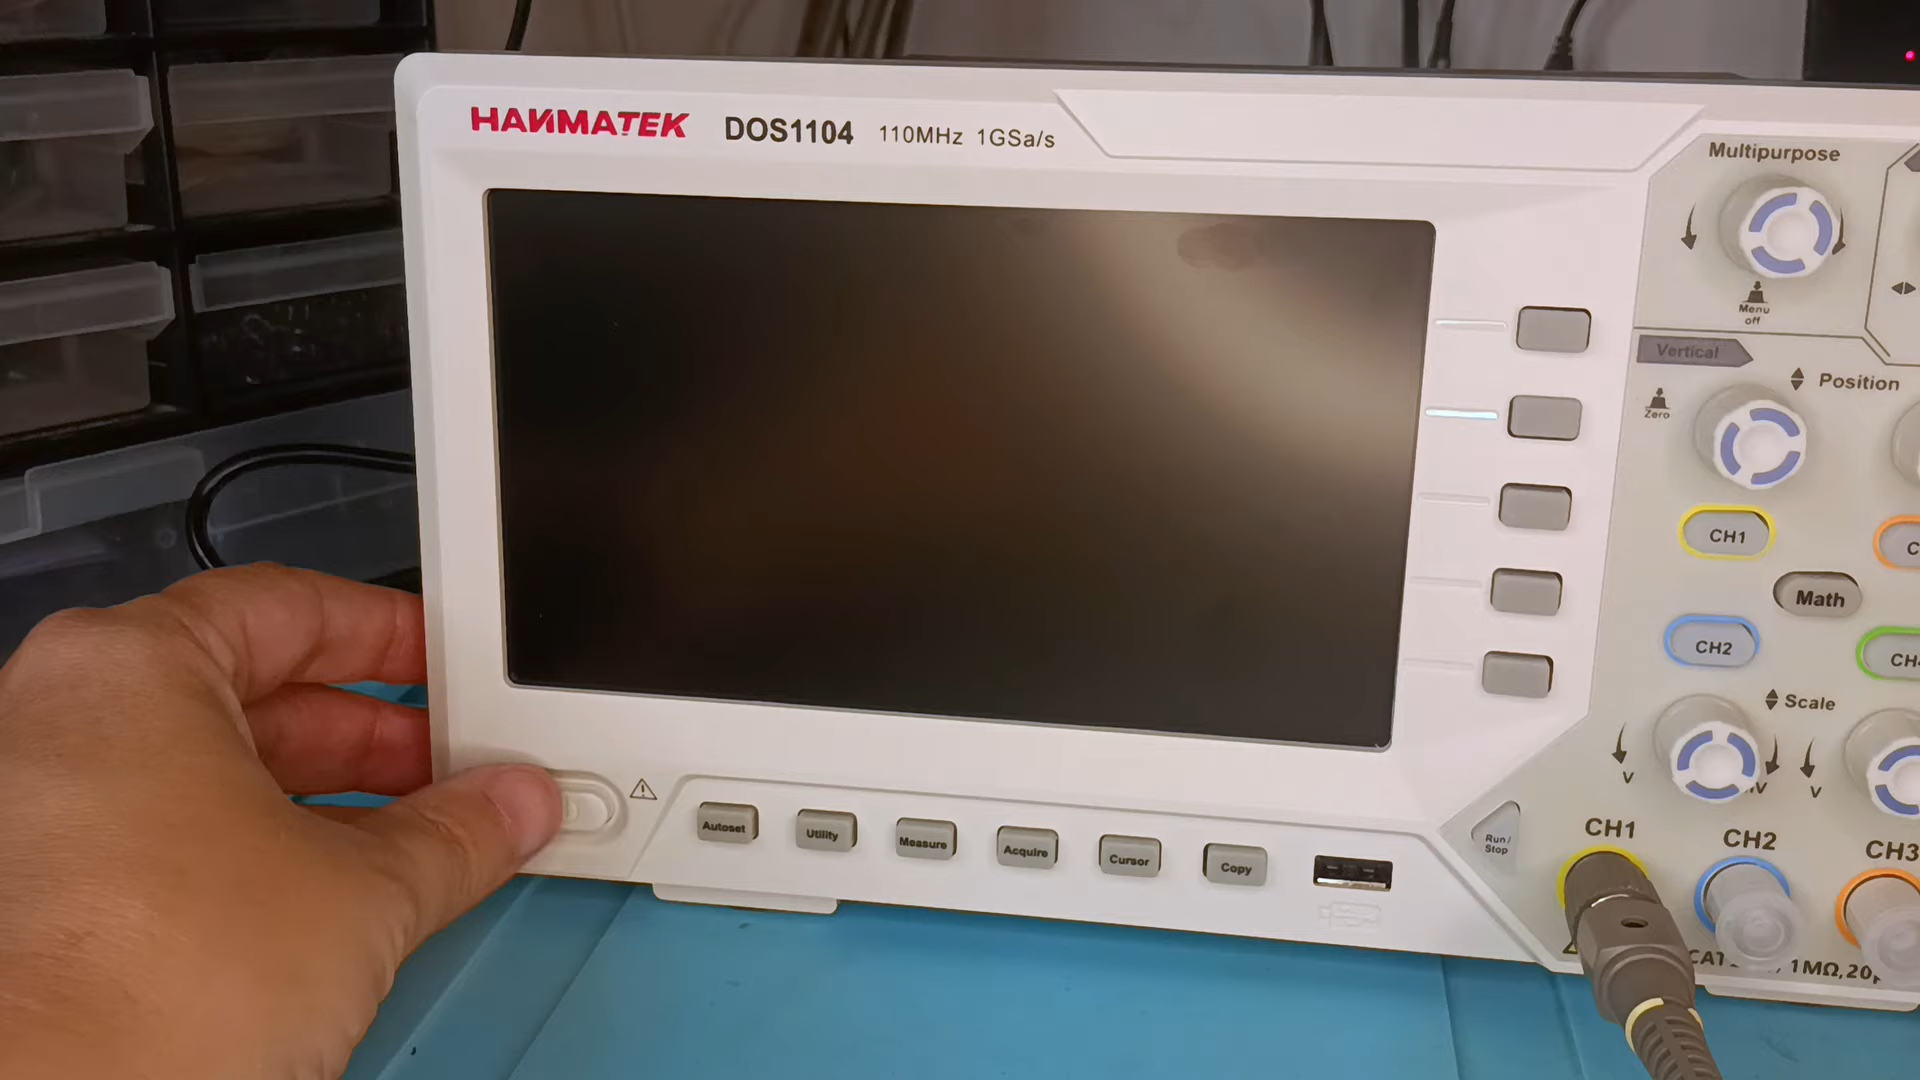 HANMATEK DOS1104 110MHz 1GSa/s
Multipurpose
Menu
off
Vertical
Position
Zero
CH1
Math
CH2
Scale
V
V
Autoset
Utility
Measure
Acquire
Cursor
Copy
Run/
Stop
CH1
CH2
CH3
1MΩ,20